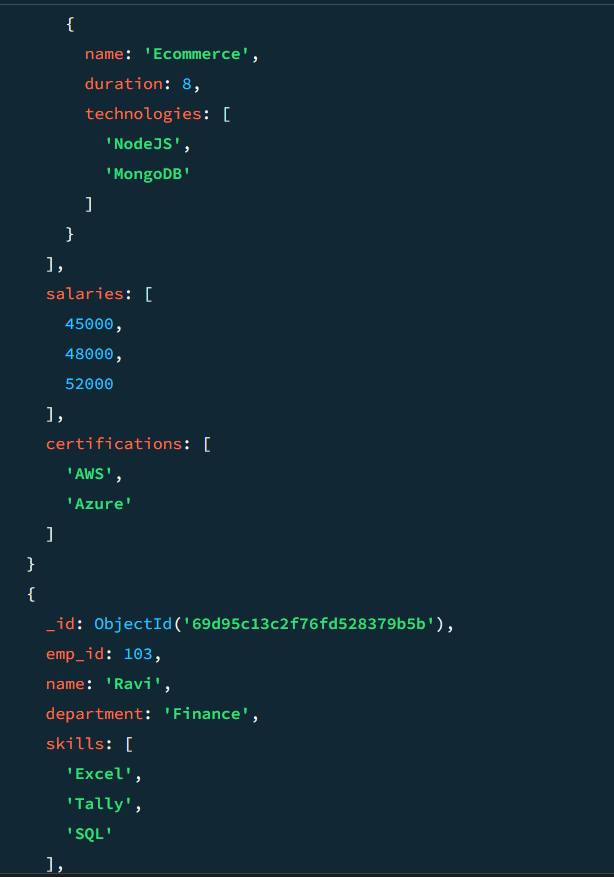 {
name: 'Ecommerce',
duration: 8,
technologies: [
'NodeJS',
'MongoDB'
]
}
],
salaries: [
45000,
48000,
52000
],
certifications: [
'AWS',
'Azure'
]
}
{
_id: ObjectId('69d95c13c2f76fd528379b5b'),
emp_id: 103,
name: 'Ravi',
department: 'Finance',
skills: [
'Excel',
'Tally',
'SQL'
],